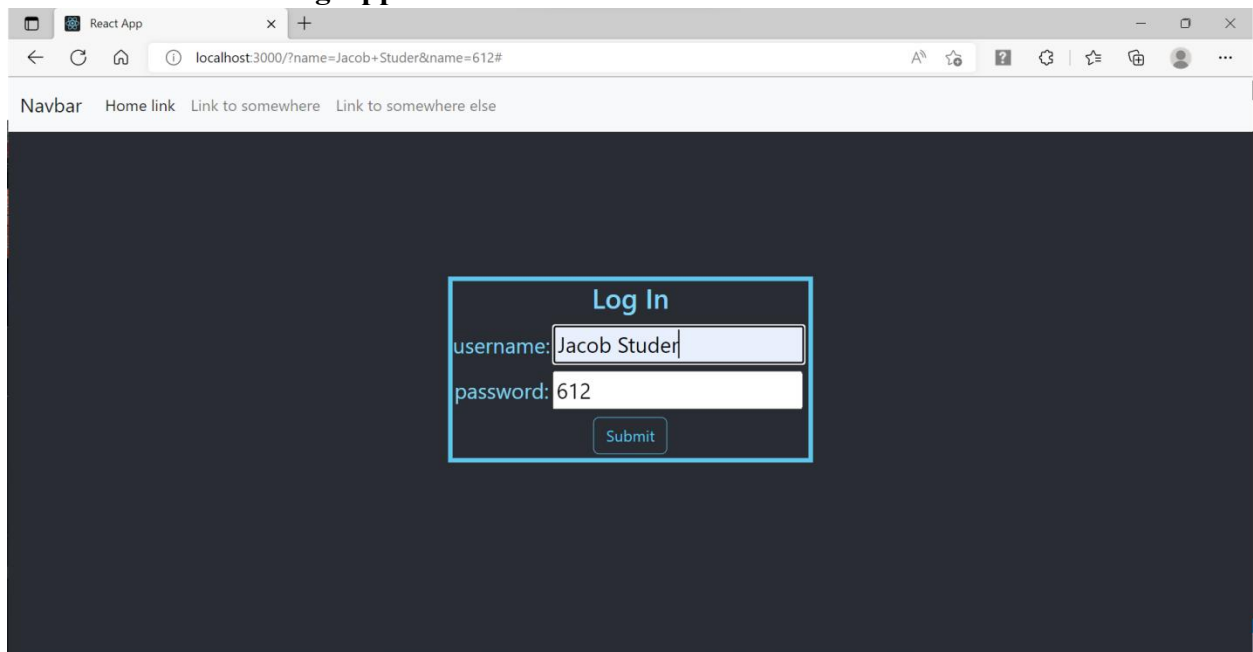 React App
localhost:3000/?name=Jacob+Studer&name=612#
Navbar Home link Link to somewhere Link to somewhere else
Log In
username: Jacob Studer
password: 612
Submit